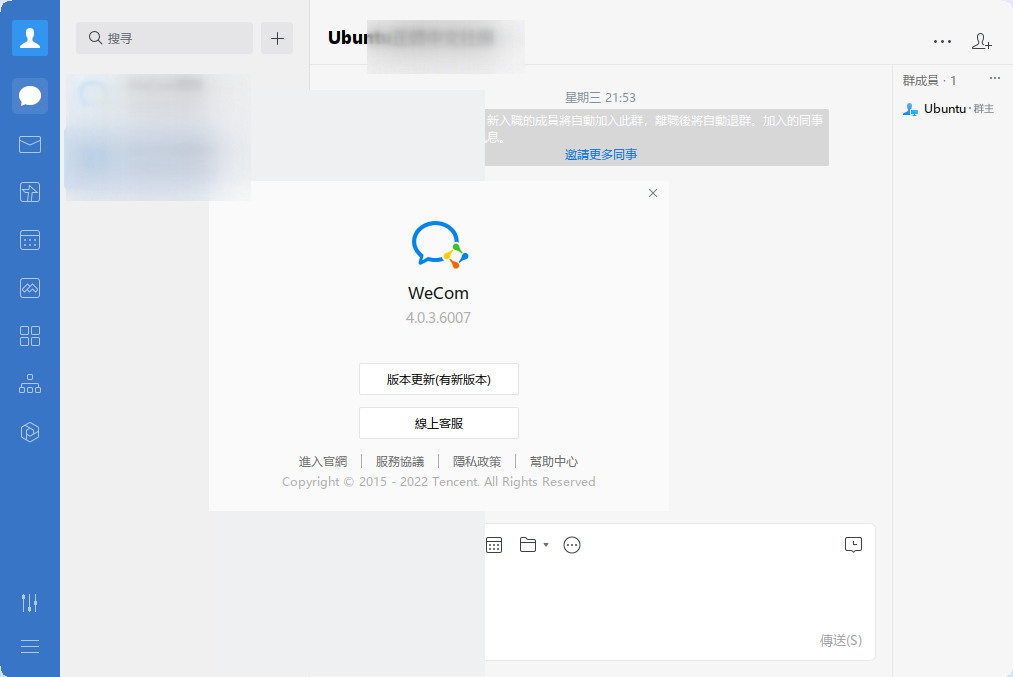 搜尋
Ubun
星期三 21:53
新入職的成員將自動加入此群，離職後將自動退群。加入的同事
息。
邀請更多同事
群成員 · 1
Ubuntu · 群主
WeCom
4.0.3.6007
版本更新(有新版本)
線上客服
進入官網 | 服務協議 | 隱私政策 | 幫助中心
Copyright © 2015 - 2022 Tencent. All Rights Reserved
傳送(S)